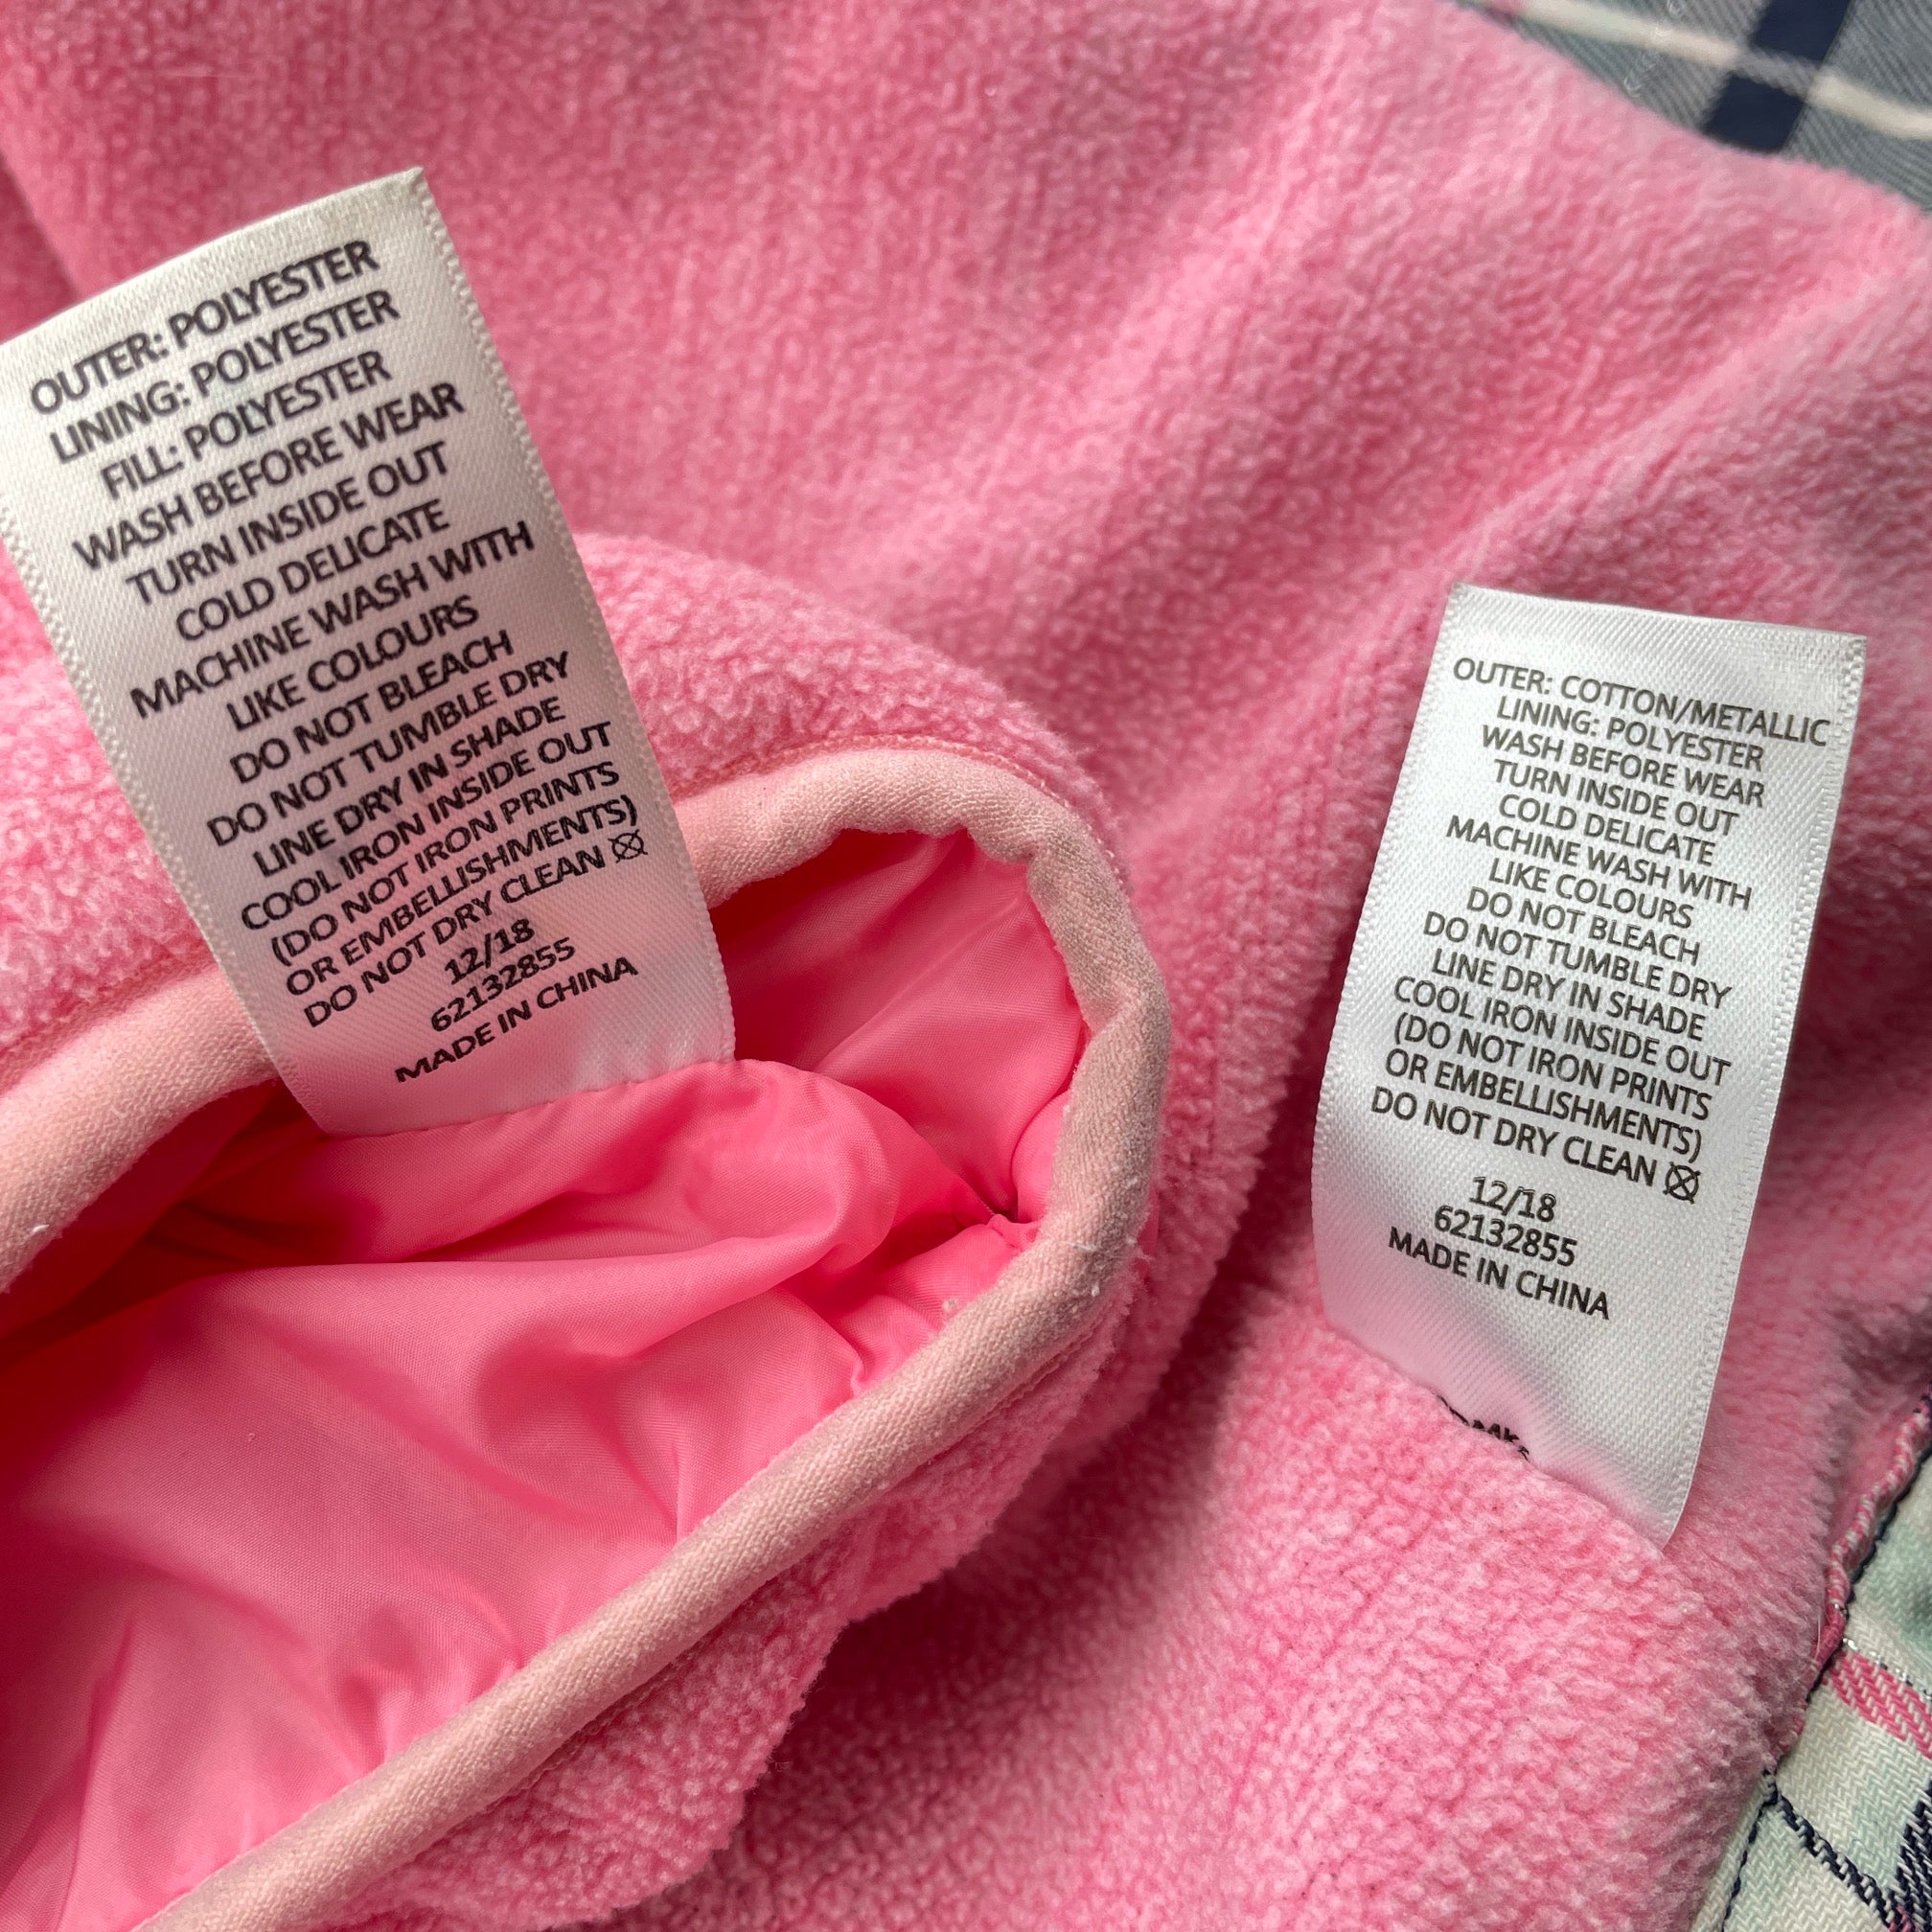 OUTER: POLYESTER
LINING: POLYESTER
FILL: POLYESTER
WASH BEFORE WEAR
TURN INSIDE OUT
COLD DELICATE
MACHINE WASH WITH
LIKE COLOURS
DO NOT BLEACH
DO NOT TUMBLE DRY
LINE DRY IN SHADE
COOL IRON INSIDE OUT
(DO NOT IRON PRINTS
OR EMBELLISHMENTS)
DO NOT DRY CLEAN
12/18
62132855
MADE IN CHINA
OUTER: COTTON/METALLIC
LINING: POLYESTER
WASH BEFORE WEAR
TURN INSIDE OUT
COLD DELICATE
MACHINE WASH WITH
LIKE COLOURS
DO NOT BLEACH
DO NOT TUMBLE DRY
LINE DRY IN SHADE
COOL IRON INSIDE OUT
(DO NOT IRON PRINTS
OR EMBELLISHMENTS)
DO NOT DRY CLEAN
12/18
62132855
MADE IN CHINA